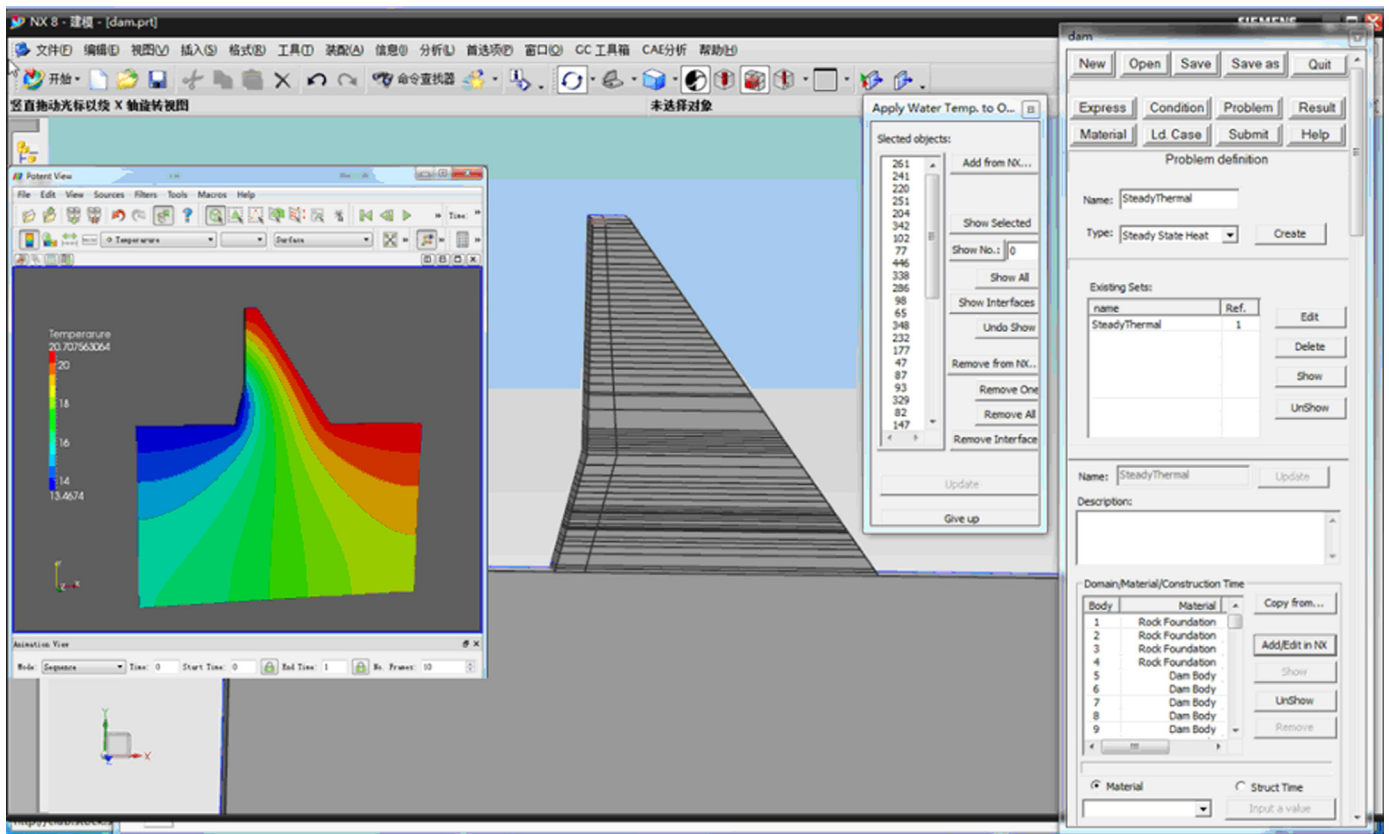 NX 8 - 建模 - [dam.prt]
SIEMENS
文件(F) 编辑(E) 视图(V) 插入(S) 格式(R) 工具(T) 装配(A) 信息(I) 分析(L) 首选项(P) 窗口(O) GC 工具箱 CAE分析 帮助(H)
开始 命令查找器
竖直拖动光标以绕 X 轴旋转视图
未选择对象
Potent View
File Edit View Sources Filters Tools Macros Help
Time:
Temperarure Surface
Temperarure
20.707563064
20
18
16
14
13.4674
Animation View
Mode: Sequence Time: 0 Start Time: 0 End Time: 1 No. Frames: 10
Y
X
Apply Water Temp. to O...
Slected objects:
261
241
220
251
204
342
102
77
446
338
286
98
65
348
232
177
47
87
93
329
82
147
Add from NX...
Show Selected
Show No.: 0
Show All
Show Interfaces
Undo Show
Remove from NX...
Remove One
Remove All
Remove Interface
Update
Give up
dam
New Open Save Save as Quit
Express Condition Problem Result
Material Ld. Case Submit Help
Problem definition
Name: SteadyThermal
Type: Steady State Heat Create
Existing Sets:
name Ref.
SteadyThermal 1
Edit
Delete
Show
UnShow
Name: SteadyThermal Update
Description:
Domain/Material/Construction Time
Body Material
1 Rock Foundation
2 Rock Foundation
3 Rock Foundation
4 Rock Foundation
5 Dam Body
6 Dam Body
7 Dam Body
8 Dam Body
9 Dam Body
Copy from...
Add/Edit in NX
Show
UnShow
Remove
Material Struct Time
Input a value